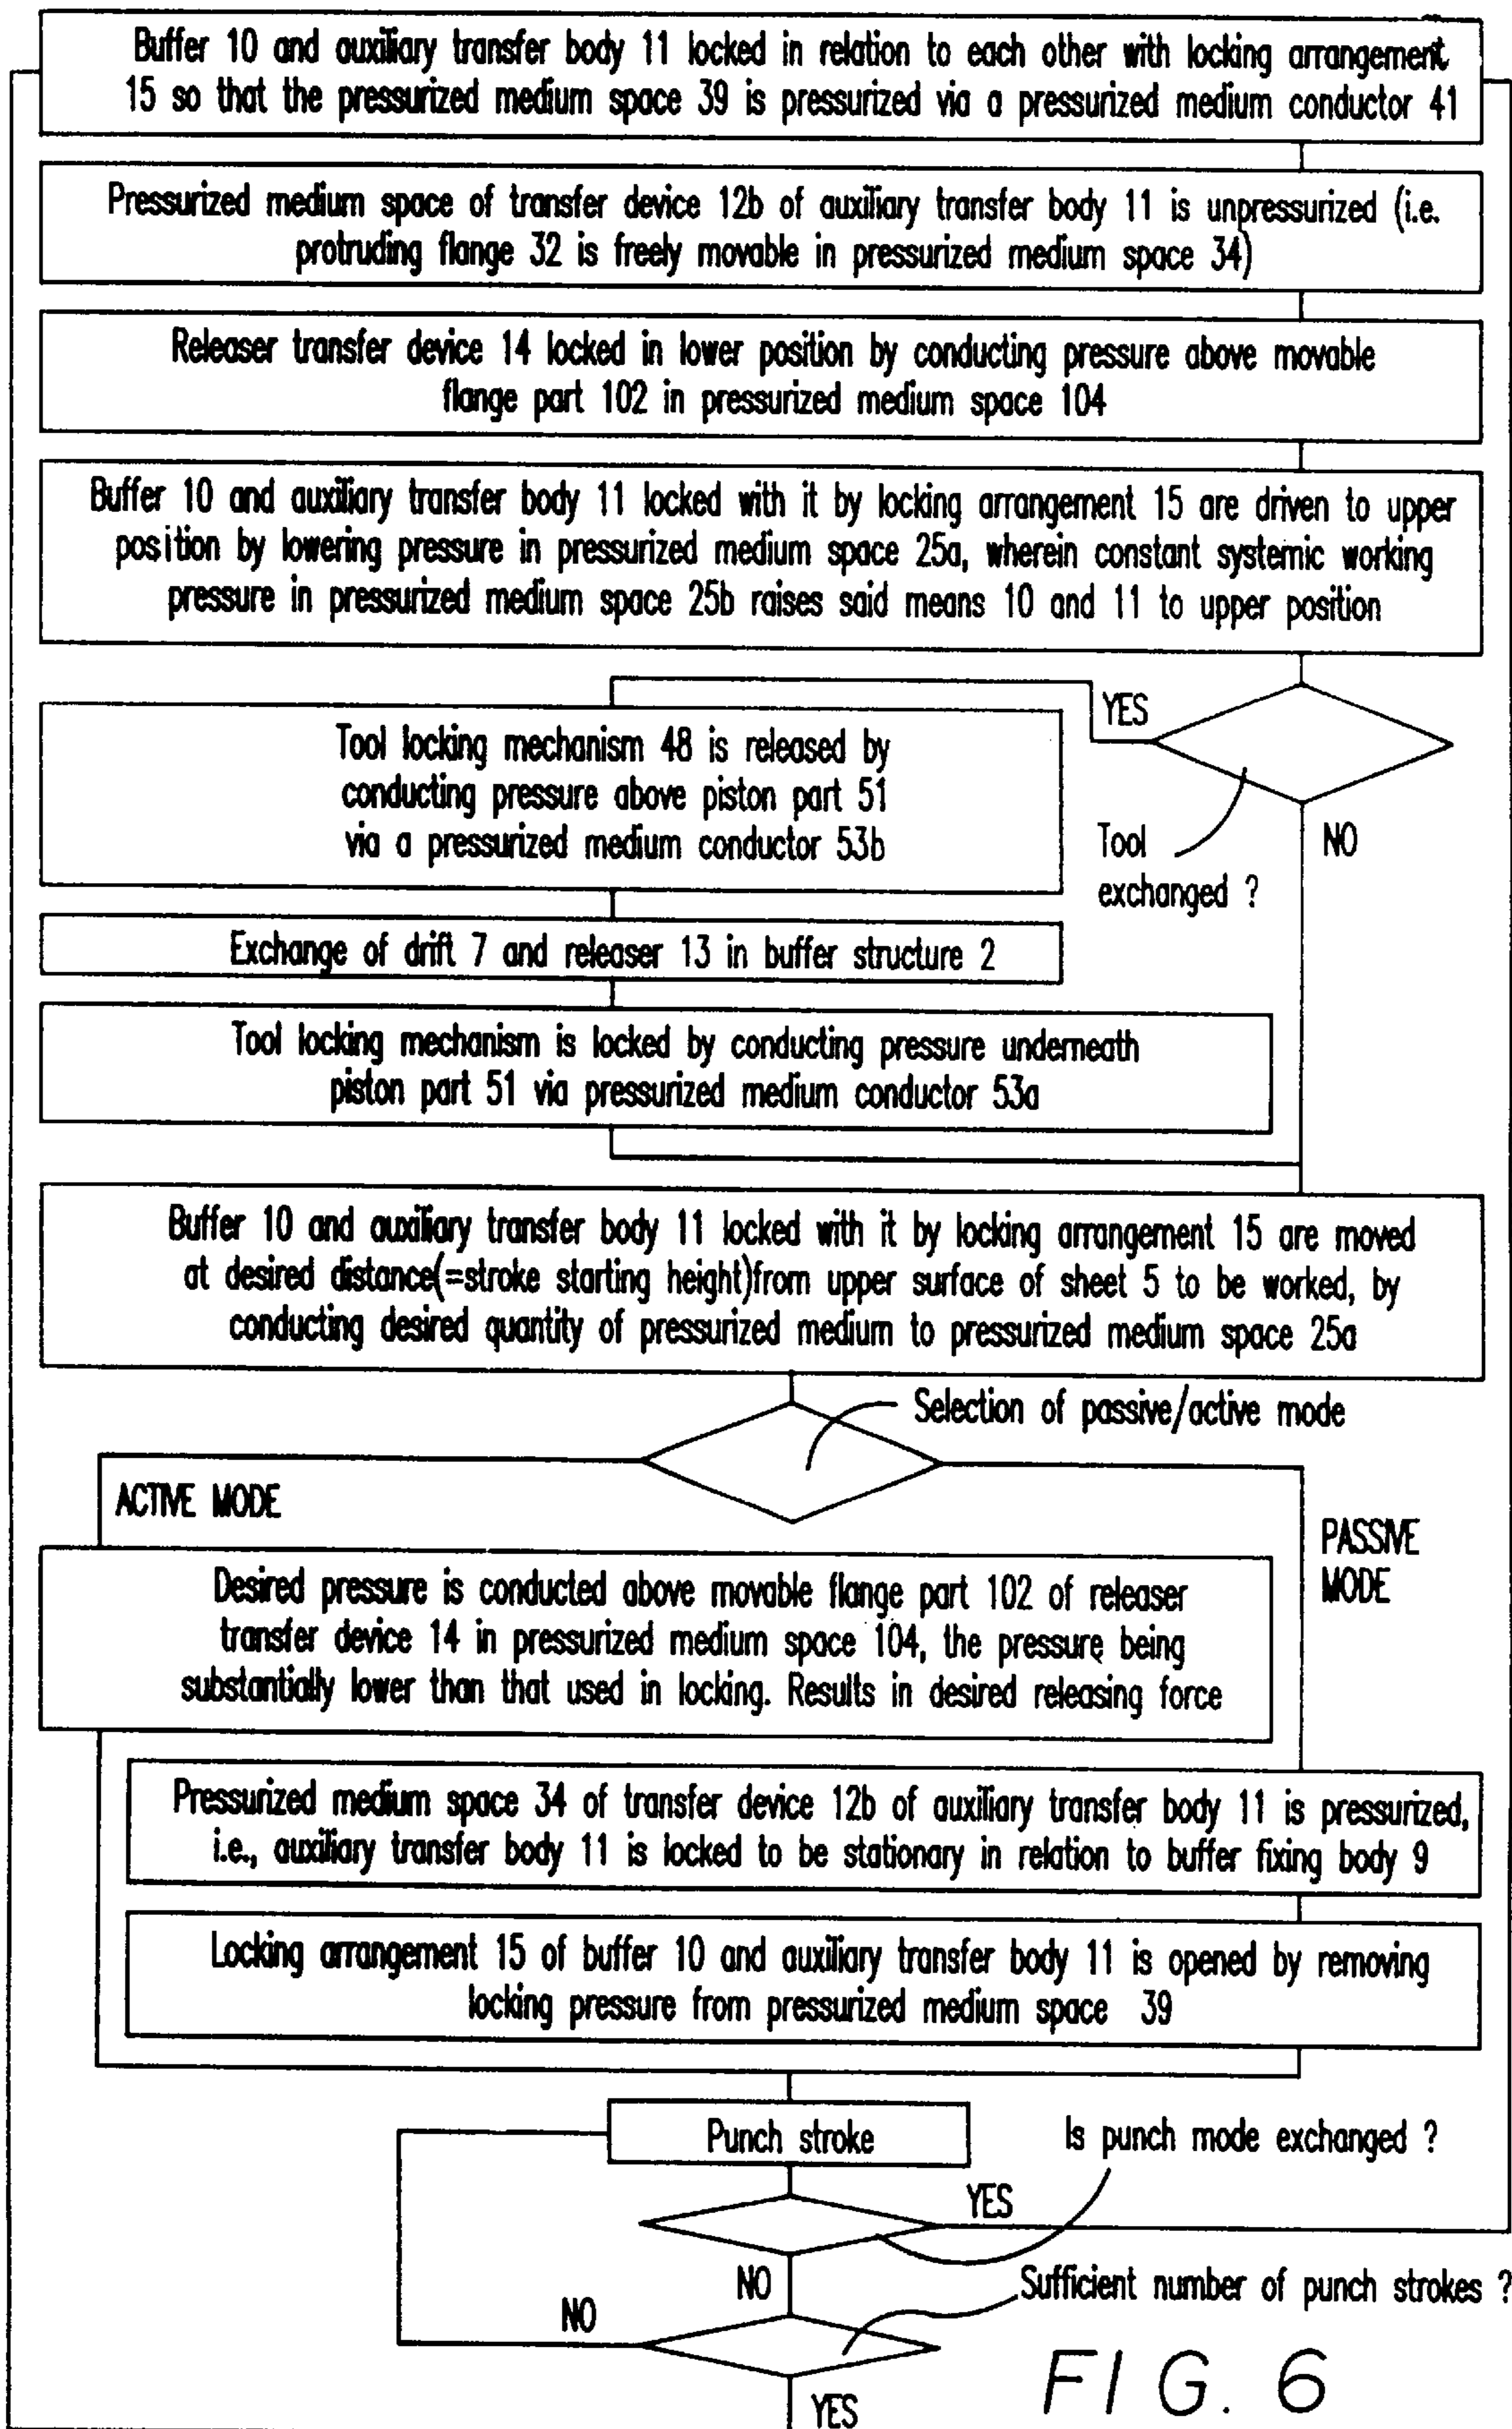 Buffer 10 and auxiliary transfer body 11 locked in relation to each other with locking arrangement
15 so that the pressurized medium space 39 is pressurized via a pressurized medium conductor 41
Pressurized medium space of transfer device 12b of auxiliary transfer body 11 is unpressurized (i.e.
protruding flange 32 is freely movable in pressurized medium space 34)
Releaser transfer device 14 locked in lower position by conducting pressure above movable
flange part 102 in pressurized medium space 104
Buffer 10 and auxiliary transfer body 11 locked with it by locking arrangement 15 are driven to upper
position by lowering pressure in pressurized medium space 25a, wherein constant systemic working
pressure in pressurized medium space 25b raises said means 10 and 11 to upper position
YES
Tool locking mechanism 48 is released by
conducting pressure above piston part 51
via a pressurized medium conductor 53b
Tool
exchanged ?
NO
Exchange of drift 7 and releaser 13 in buffer structure 2
Tool locking mechanism is locked by conducting pressure underneath
piston part 51 via pressurized medium conductor 53a
Buffer 10 and auxiliary transfer body 11 locked with it by locking arrangement 15 are moved
at desired distance(=stroke starting height)from upper surface of sheet 5 to be worked, by
conducting desired quantity of pressurized medium to pressurized medium space 25a
Selection of passive/active mode
ACTIVE MODE
PASSIVE
MODE
Desired pressure is conducted above movable flange part 102 of releaser
transfer device 14 in pressurized medium space 104, the pressure being
substantially lower than that used in locking. Results in desired releasing force
Pressurized medium space 34 of transfer device 12b of auxiliary transfer body 11 is pressurized,
i.e., auxiliary transfer body 11 is locked to be stationary in relation to buffer fixing body 9
Locking arrangement 15 of buffer 10 and auxiliary transfer body 11 is opened by removing
locking pressure from pressurized medium space 39
Punch stroke
Is punch mode exchanged ?
YES
NO
Sufficient number of punch strokes ?
NO
YES
FIG. 6